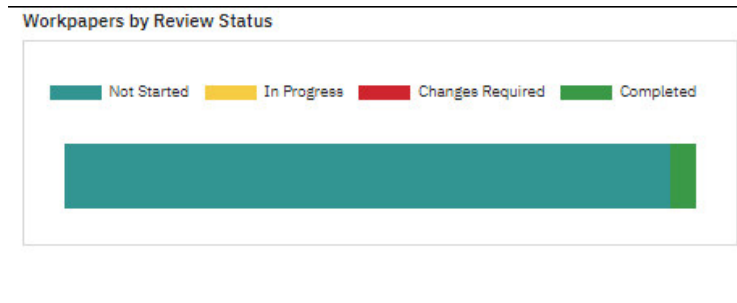 Workpapers by Review Status
Not Started In Progress Changes Required Completed